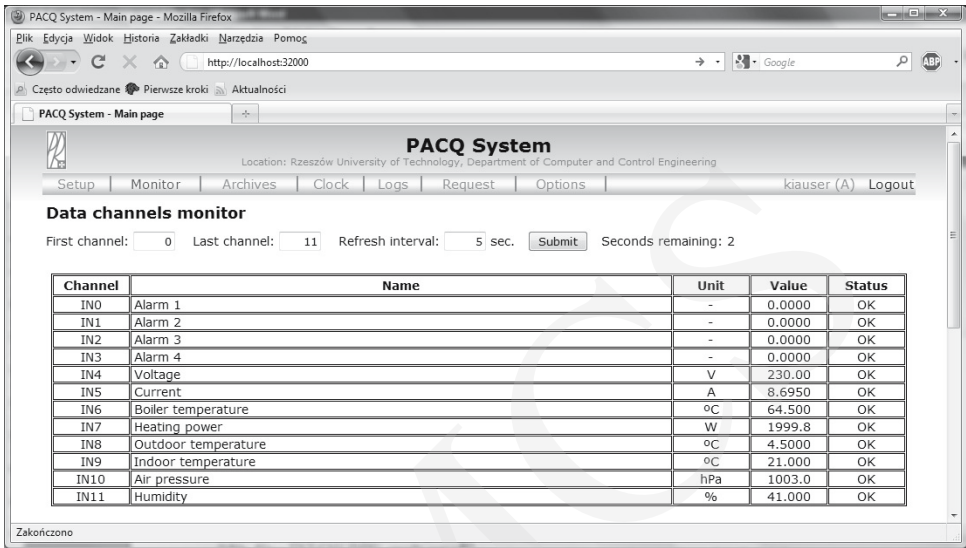 PACQ System - Main page - Mozilla Firefox
Plik Edycja Widok Historia Zakładki Narzędzia Pomoc
http://localhost:32000 Google ABP
Często odwiedzane Pierwsze kroki Aktualności
PACQ System - Main page
PACQ System
Location: Rzeszów University of Technology, Department of Computer and Control Engineering
Setup | Monitor | Archives | Clock | Logs | Request | Options | kiauser (A) Logout
Data channels monitor
First channel: 0 Last channel: 11 Refresh interval: 5 sec. Submit Seconds remaining: 2
Channel Name Unit Value Status
IN0 Alarm 1 - 0.0000 OK
IN1 Alarm 2 - 0.0000 OK
IN2 Alarm 3 - 0.0000 OK
IN3 Alarm 4 - 0.0000 OK
IN4 Voltage V 230.00 OK
IN5 Current A 8.6950 OK
IN6 Boiler temperature ºC 64.500 OK
IN7 Heating power W 1999.8 OK
IN8 Outdoor temperature ºC 4.5000 OK
IN9 Indoor temperature ºC 21.000 OK
IN10 Air pressure hPa 1003.0 OK
IN11 Humidity % 41.000 OK
Zakończono